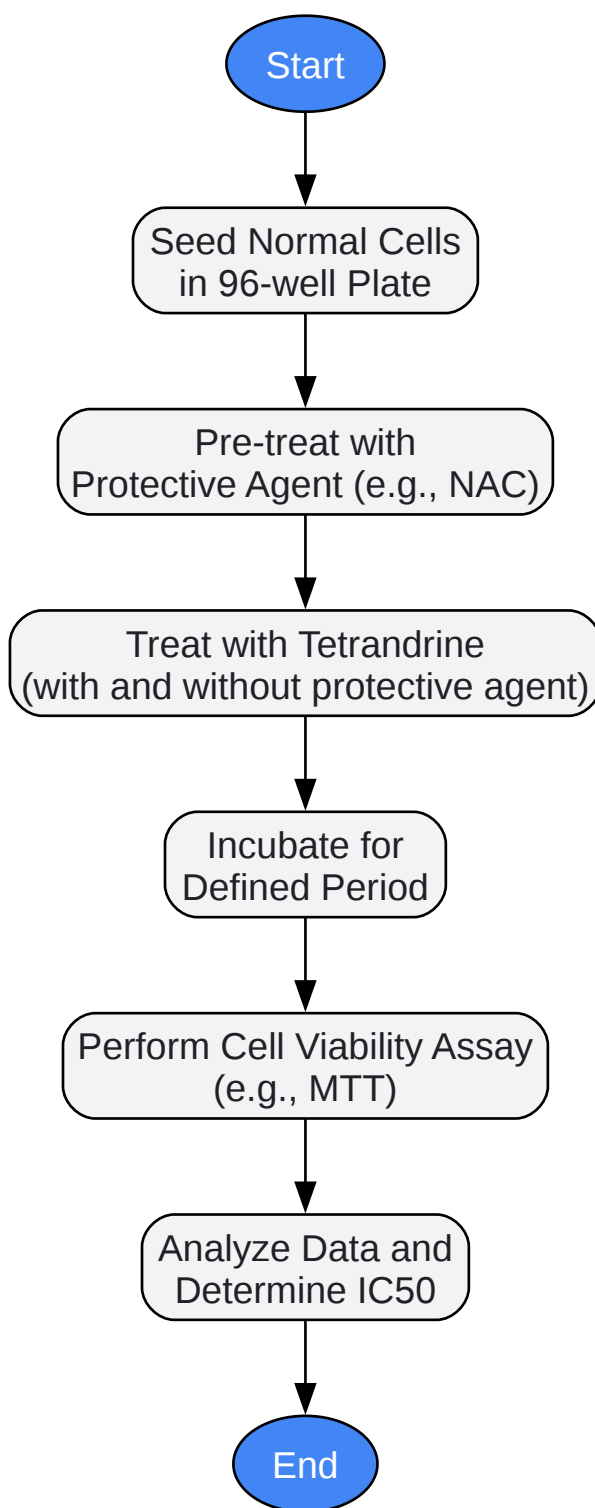 Start
Seed Normal Cells
in 96-well Plate
Pre-treat with
Protective Agent (e.g., NAC)
Treat with Tetrandrine
(with and without protective agent)
Incubate for
Defined Period
Perform Cell Viability Assay
(e.g., MTT)
Analyze Data and
Determine IC50
End